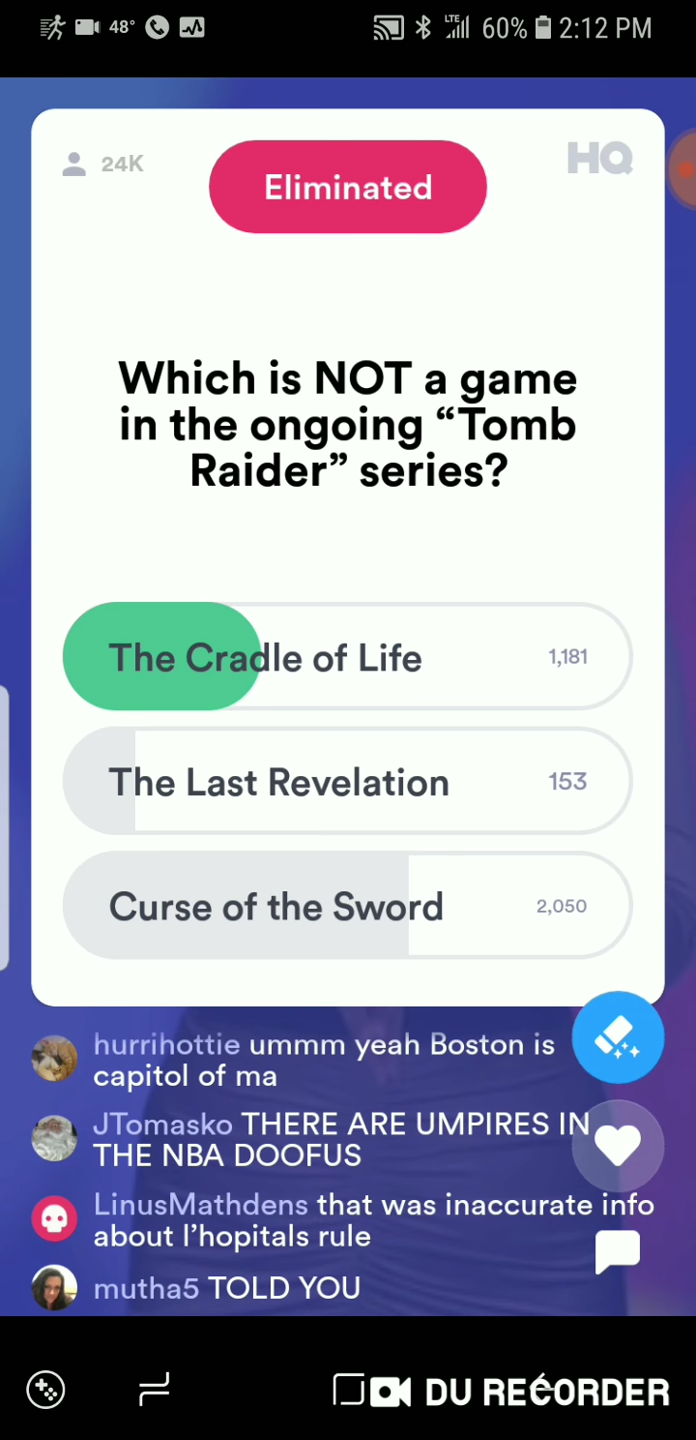 48° LTE 60% 2:12 PM
24K Eliminated HQ
Which is NOT a game
in the ongoing “Tomb
Raider” series?
The Cradle of Life 1,181
The Last Revelation 153
Curse of the Sword 2,050
hurrihottie ummm yeah Boston is
capitol of ma
JTomasko THERE ARE UMPIRES IN
THE NBA DOOFUS
LinusMathdens that was inaccurate info
about l’hopitals rule
mutha5 TOLD YOU
DU RECORDER